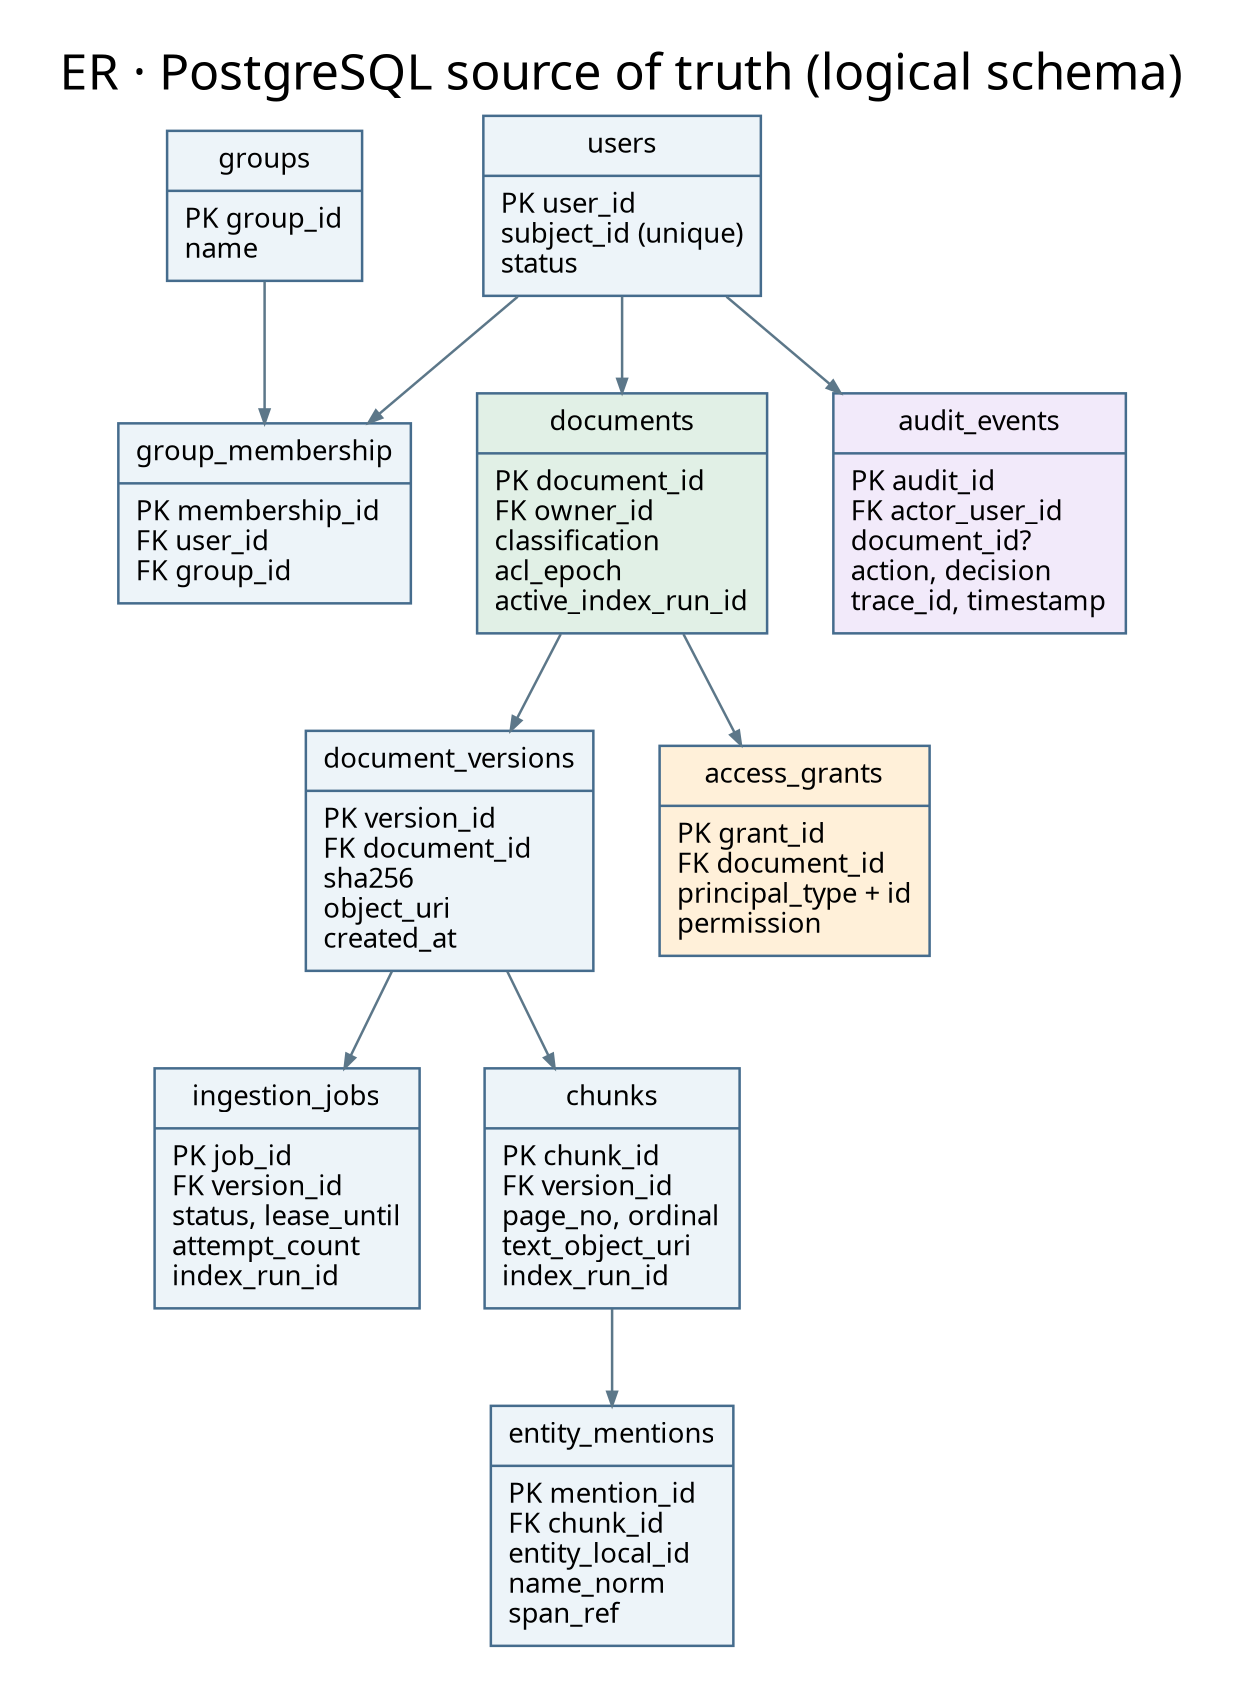 ER · PostgreSQL source of truth (logical schema)
groups
PK group_id
name
users
PK user_id
subject_id (unique)
status
group_membership
PK membership_id
FK user_id
FK group_id
documents
PK document_id
FK owner_id
classification
acl_epoch
active_index_run_id
audit_events
PK audit_id
FK actor_user_id
document_id?
action, decision
trace_id, timestamp
document_versions
PK version_id
FK document_id
sha256
object_uri
created_at
access_grants
PK grant_id
FK document_id
principal_type + id
permission
ingestion_jobs
PK job_id
FK version_id
status, lease_until
attempt_count
index_run_id
chunks
PK chunk_id
FK version_id
page_no, ordinal
text_object_uri
index_run_id
entity_mentions
PK mention_id
FK chunk_id
entity_local_id
name_norm
span_ref